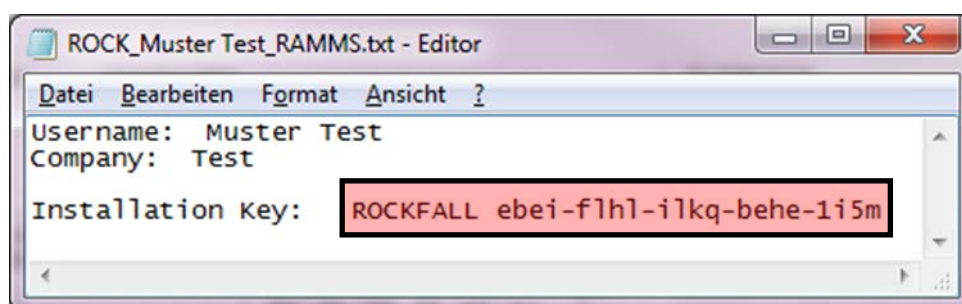 ROCK_Muster Test_RAMMS.txt - Editor
Datei Bearbeiten Format Ansicht ?
Username: Muster Test
Company: Test
Installation Key: ROCKFALL ebei-flhl-ilkq-behe-1i5m